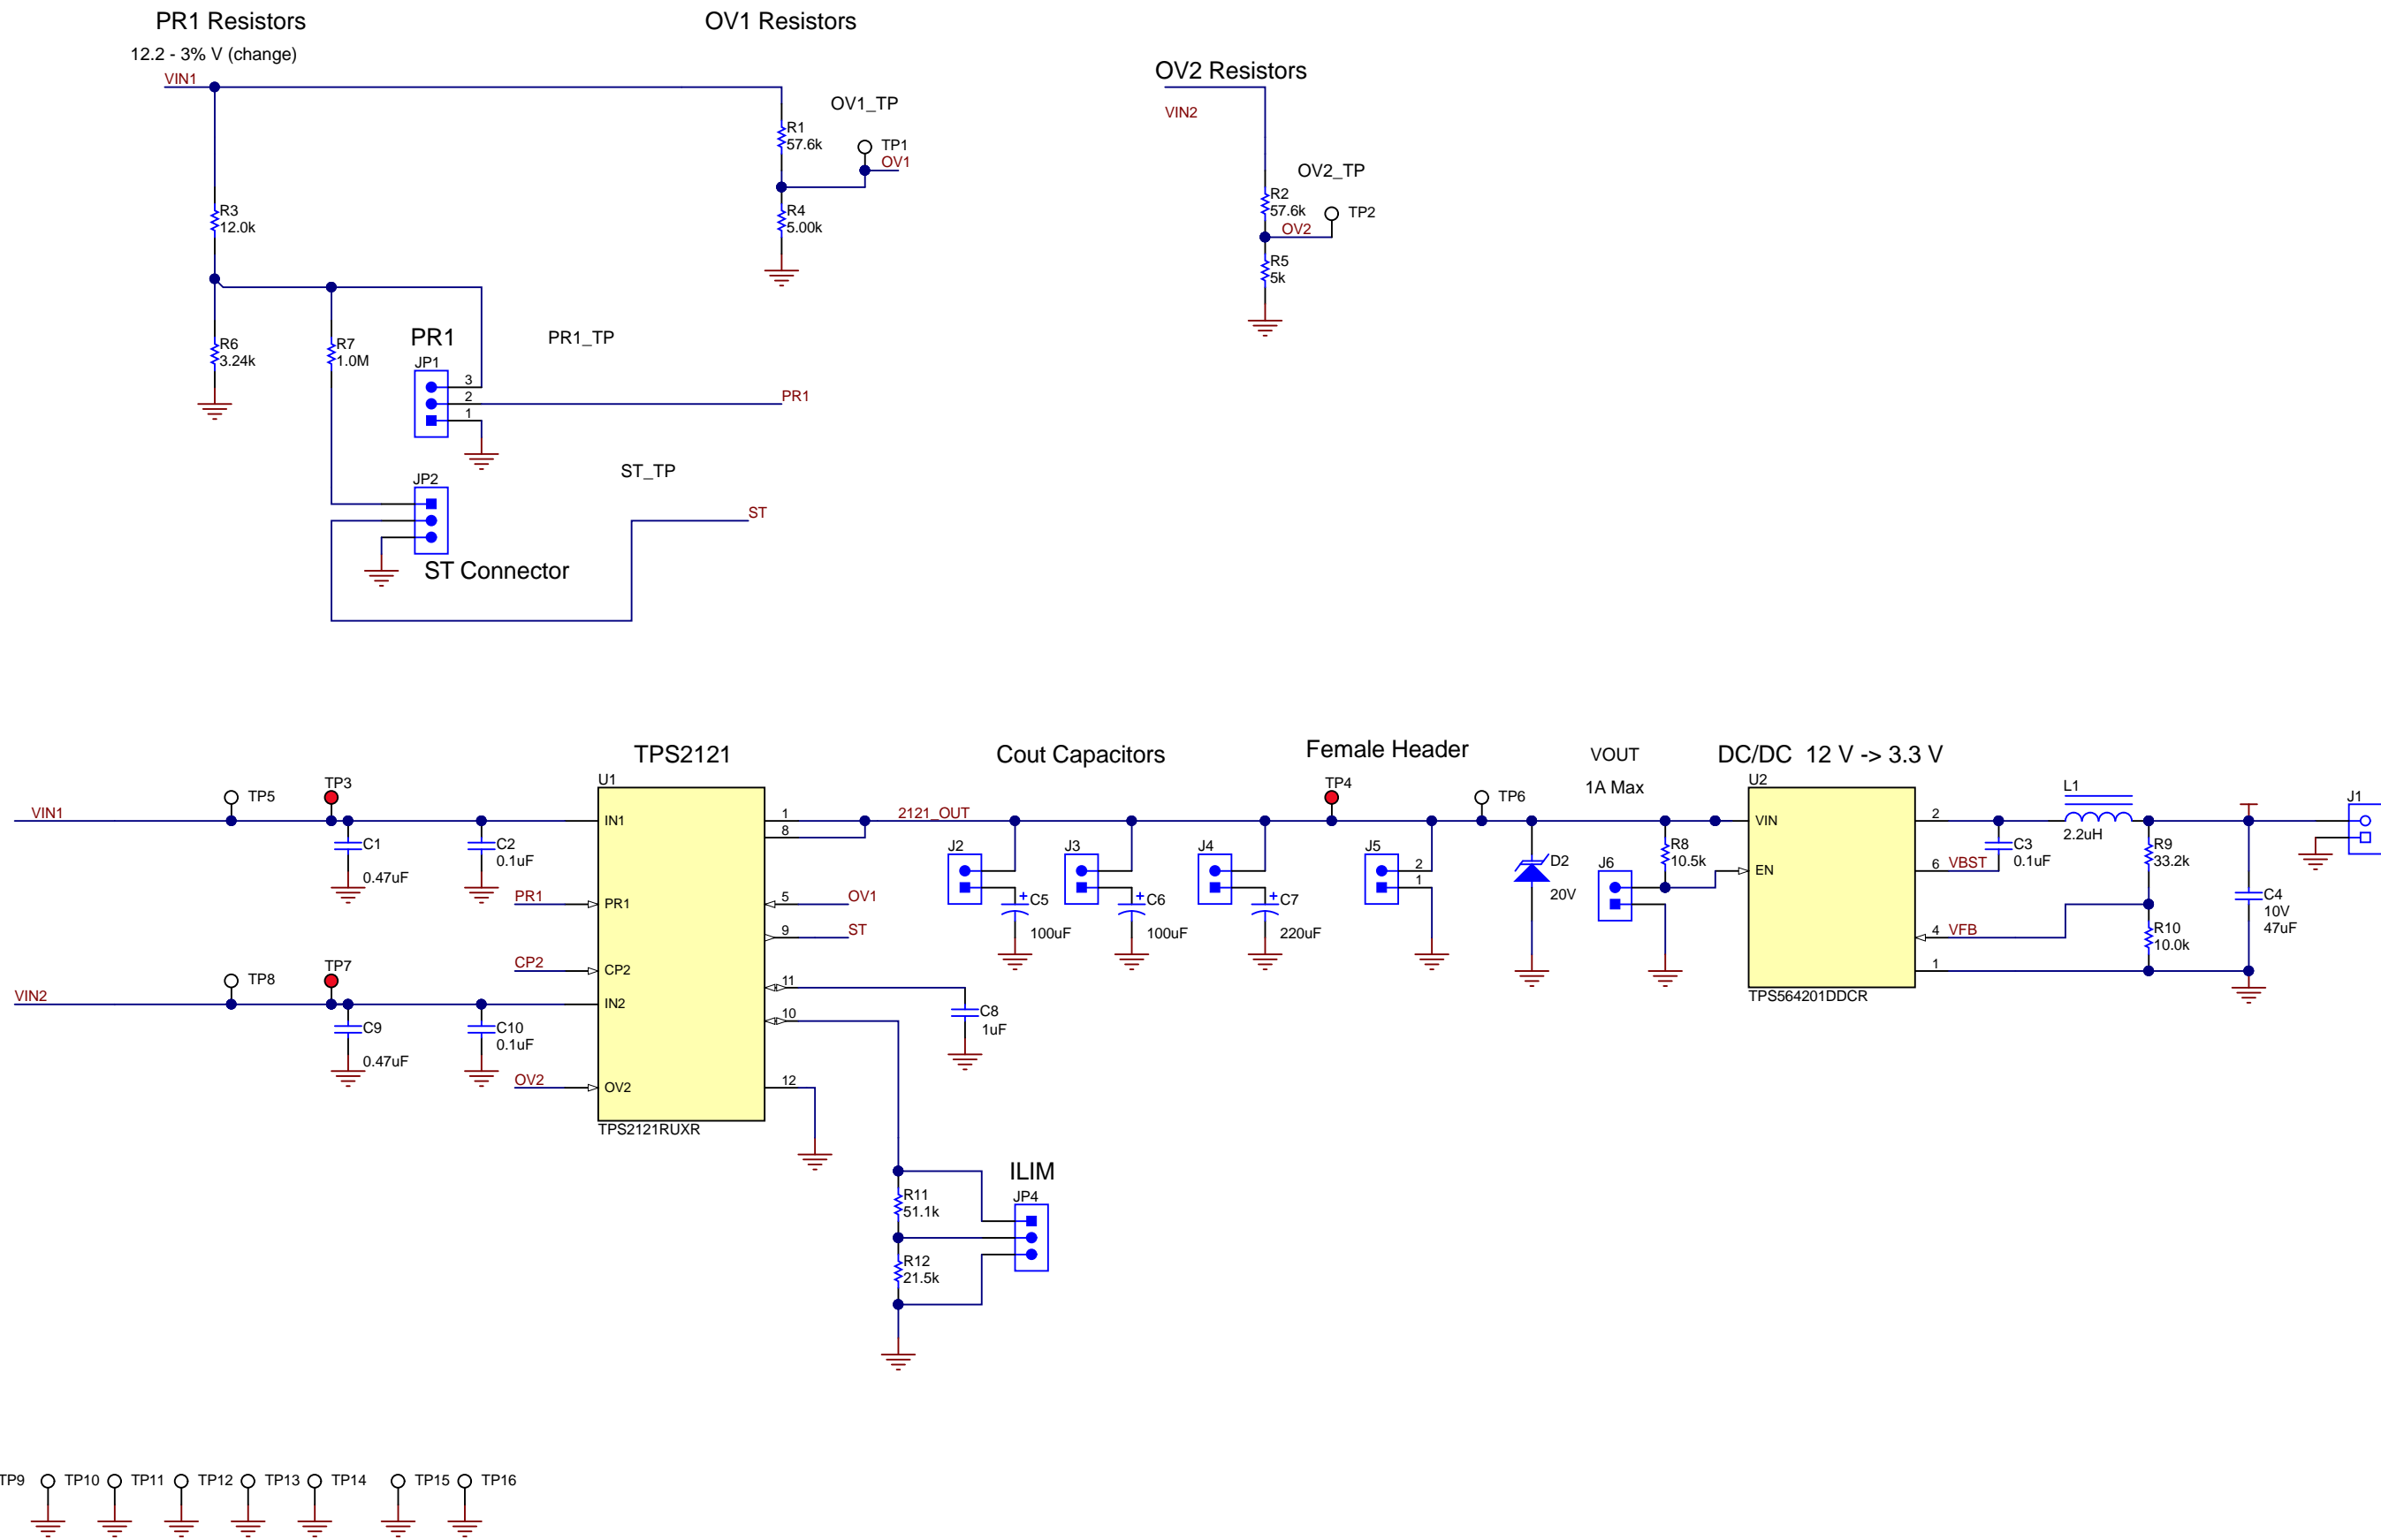 PR1 Resistors
12.2 - 3% V (change)
OV1 Resistors
OV2 Resistors
VIN1
OV1_TP
R1
57.6k
TP1
OV1
R4
5.00k
VIN2
OV2_TP
R2
57.6k
TP2
OV2
R5
5k
R3
12.0k
R6
3.24k
R7
1.0M
PR1
JP1
3
2
1
PR1_TP
PR1
JP2
ST_TP
ST
ST Connector
TPS2121
Cout Capacitors
Female Header
VOUT
1A Max
DC/DC 12 V -> 3.3 V
VIN1
TP5
TP3
C1
0.47uF
C2
0.1uF
PR1
CP2
VIN2
TP8
TP7
C9
0.47uF
C10
0.1uF
OV2
U1
IN1
PR1
CP2
IN2
OV2
1
8
5
9
11
10
12
TPS2121RUXR
2121_OUT
OV1
ST
C8
1uF
J2
C5
100uF
J3
C6
100uF
J4
C7
220uF
TP4
J5
2
1
TP6
D2
20V
R8
10.5k
J6
U2
VIN
EN
2
6
4
1
TPS564201DDCR
VBST
VFB
C3
0.1uF
L1
2.2uH
R9
33.2k
R10
10.0k
C4
10V
47uF
J1
ILIM
JP4
R11
51.1k
R12
21.5k
TP9
TP10
TP11
TP12
TP13
TP14
TP15
TP16